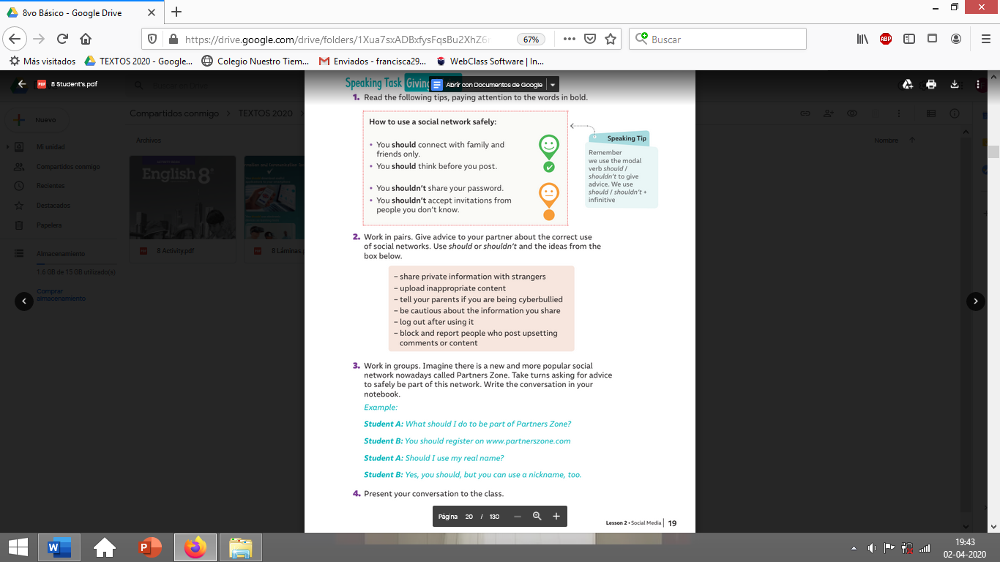 8vo Básico - Google Drive
https://drive.google.com/drive/folders/1Xua7sxADBxfysFqsBu2XhZ6
67%
Buscar
ABP
Más visitados
TEXTOS 2020 - Google...
Colegio Nuestro Tiem...
Enviados - francisca29...
WebClass Software | In...
PDF 8 Student's.pdf
Abrir con Documentos de Google
Buscar en Drive
Nuevo
Compartidos conmigo > TEXTOS 2020
Mi unidad
Compartidos conmigo
Recientes
Destacados
Papelera
Almacenamiento
1.6 GB de 15 GB utilizado(s)
Comprar
almacenamiento
Archivos
Nombre
English 8°
8 Activity.pdf
8 Láminas.p
Speaking Task Giving
1. Read the following tips, paying attention to the words in bold.
How to use a social network safely:
• You should connect with family and
friends only.
• You should think before you post.
• You shouldn't share your password.
• You shouldn't accept invitations from
people you don't know.
Speaking Tip
Remember
we use the modal
verb should /
shouldn't to give
advice. We use
should / shouldn't +
infinitive
2. Work in pairs. Give advice to your partner about the correct use
of social networks. Use should or shouldn't and the ideas from the
box below.
– share private information with strangers
– upload inappropriate content
– tell your parents if you are being cyberbullied
– be cautious about the information you share
– log out after using it
– block and report people who post upsetting
comments or content
3. Work in groups. Imagine there is a new and more popular social
network nowadays called Partners Zone. Take turns asking for advice
to safely be part of this network. Write the conversation in your
notebook.
Example:
Student A: What should I do to be part of Partners Zone?
Student B: You should register on www.partnerszone.com
Student A: Should I use my real name?
Student B: Yes, you should, but you can use a nickname, too.
4. Present your conversation to the class.
Página 20 / 130
Lesson 2 • Social Media | 19
19:43
02-04-2020